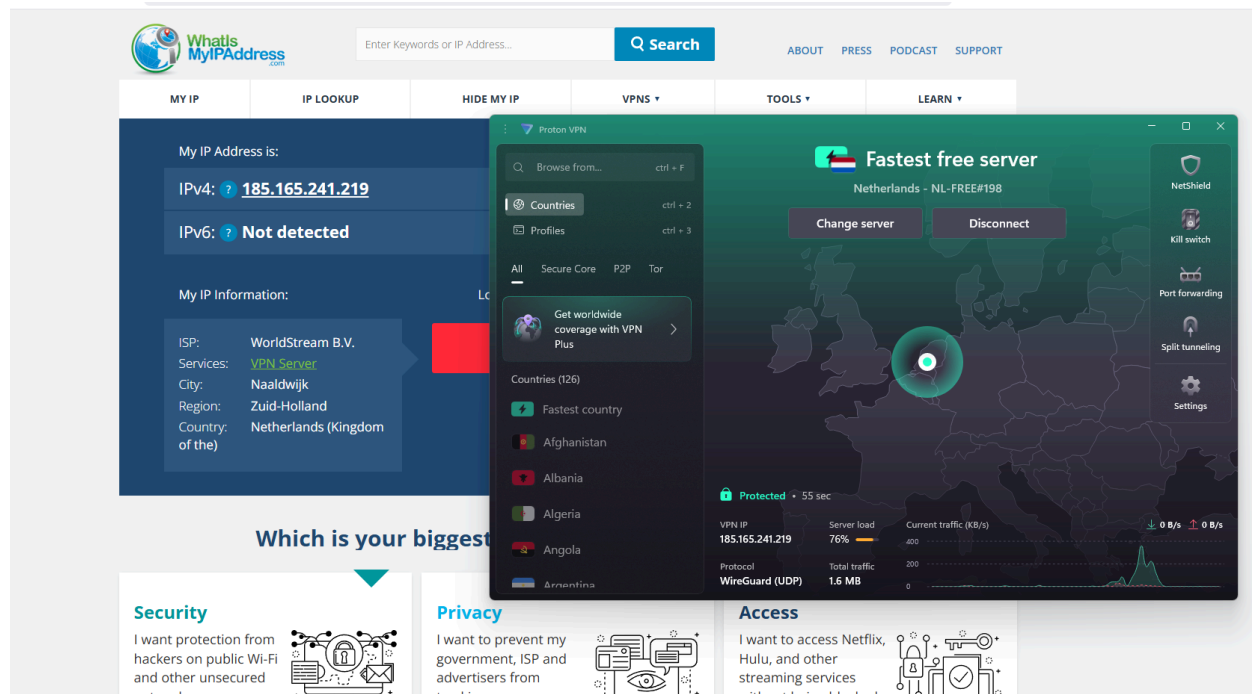 WhatIs
MyIPAddress
.com
Enter Keywords or IP Address...
Search
ABOUT
PRESS
PODCAST
SUPPORT
MY IP
IP LOOKUP
HIDE MY IP
VPNS
TOOLS
LEARN
My IP Address is:
IPv4: ? 185.165.241.219
IPv6: ? Not detected
My IP Information:
ISP: WorldStream B.V.
Services: VPN Server
City: Naaldwijk
Region: Zuid-Holland
Country: Netherlands (Kingdom
of the)
Proton VPN
Browse from... ctrl + F
Countries ctrl + 2
Profiles ctrl + 3
All Secure Core P2P Tor
Get worldwide
coverage with VPN
Plus
Countries (126)
Fastest country
Afghanistan
Albania
Algeria
Angola
Argentina
Fastest free server
Netherlands - NL-FREE#198
Change server
Disconnect
NetShield
Kill switch
Port forwarding
Split tunneling
Settings
Protected • 55 sec
VPN IP
185.165.241.219
Server load
76%
Protocol
WireGuard (UDP)
Total traffic
1.6 MB
Current traffic (KB/s)
0 B/s 0 B/s
400
200
0
Which is your biggest
Security
I want protection from
hackers on public Wi-Fi
and other unsecured
Privacy
I want to prevent my
government, ISP and
advertisers from
Access
I want to access Netflix,
Hulu, and other
streaming services